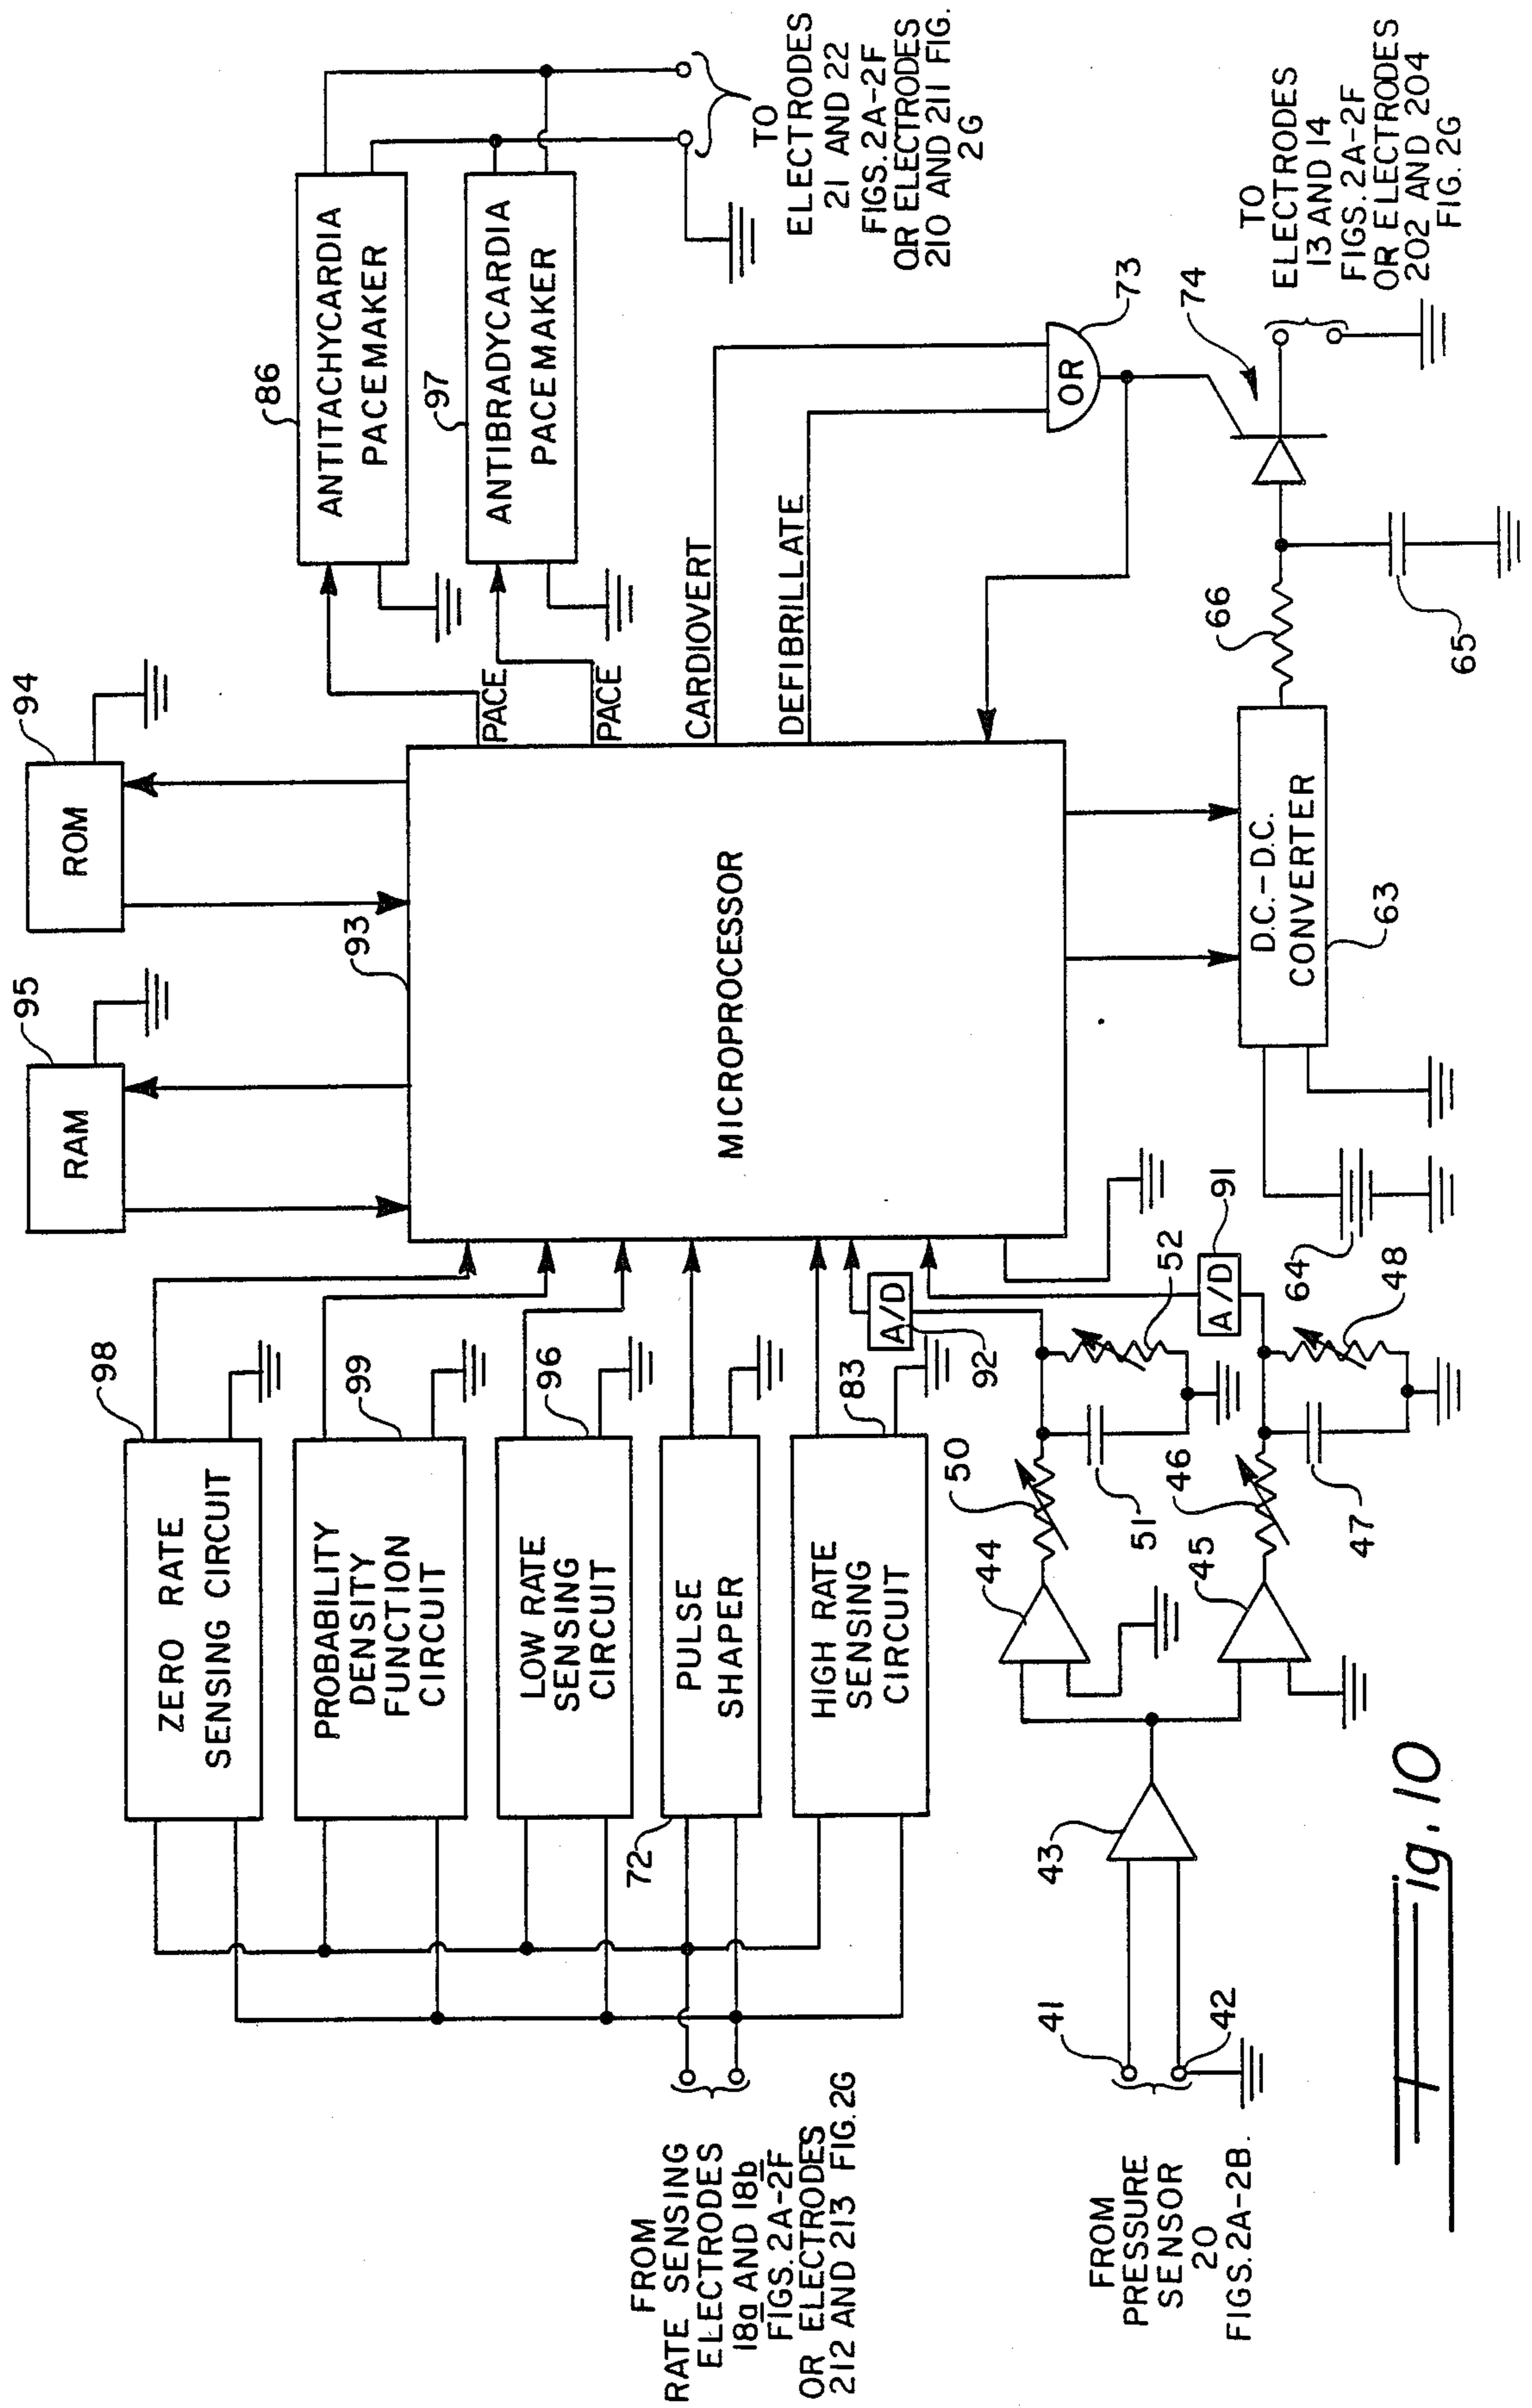 95
RAM
94
ROM
98
ZERO RATE
SENSING CIRCUIT
99
PROBABILITY
DENSITY
FUNCTION
CIRCUIT
96
LOW RATE
SENSING
CIRCUIT
72
PULSE
SHAPER
83
HIGH RATE
SENSING
CIRCUIT
FROM
RATE SENSING
ELECTRODES
18a AND 18b
FIGS. 2A-2F
OR ELECTRODES
212 AND 213 FIG. 2G
93
MICROPROCESSOR
PACE
PACE
CARDIOVERT
DEFIBRILLATE
86
ANTITACHYCARDIA
PACEMAKER
97
ANTIBRADYCARDIA
PACEMAKER
TO
ELECTRODES
21 AND 22
FIGS. 2A-2F
OR ELECTRODES
210 AND 211 FIG.
2G
OR
73
74
TO
ELECTRODES
13 AND 14
FIGS. 2A-2F
OR ELECTRODES
202 AND 204
FIG. 2G
66
65
D.C.-D.C.
CONVERTER
63
64
A/D
92
A/D
91
52
48
50
51
46
47
44
45
43
41
42
FROM
PRESSURE
SENSOR
20
FIGS. 2A-2B.
Fig. 10